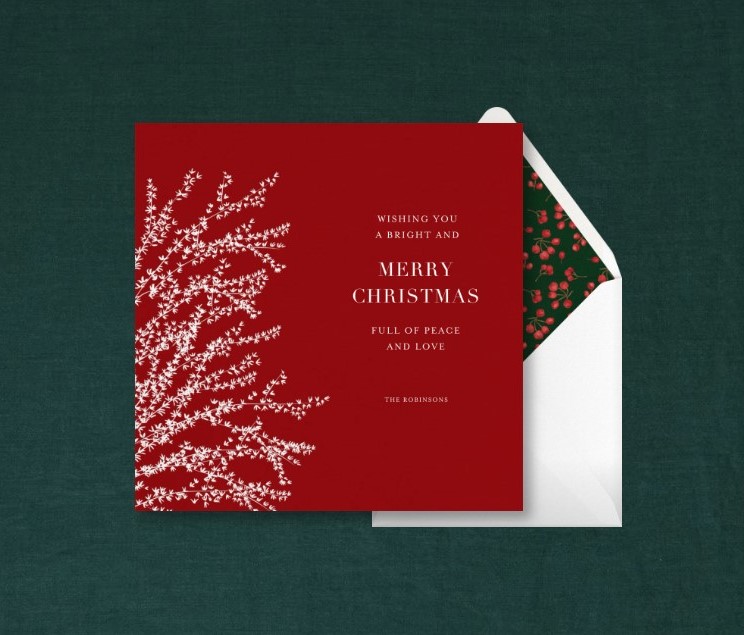 WISHING YOU
A BRIGHT AND
MERRY
CHRISTMAS
FULL OF PEACE
AND LOVE
THE ROBINSONS